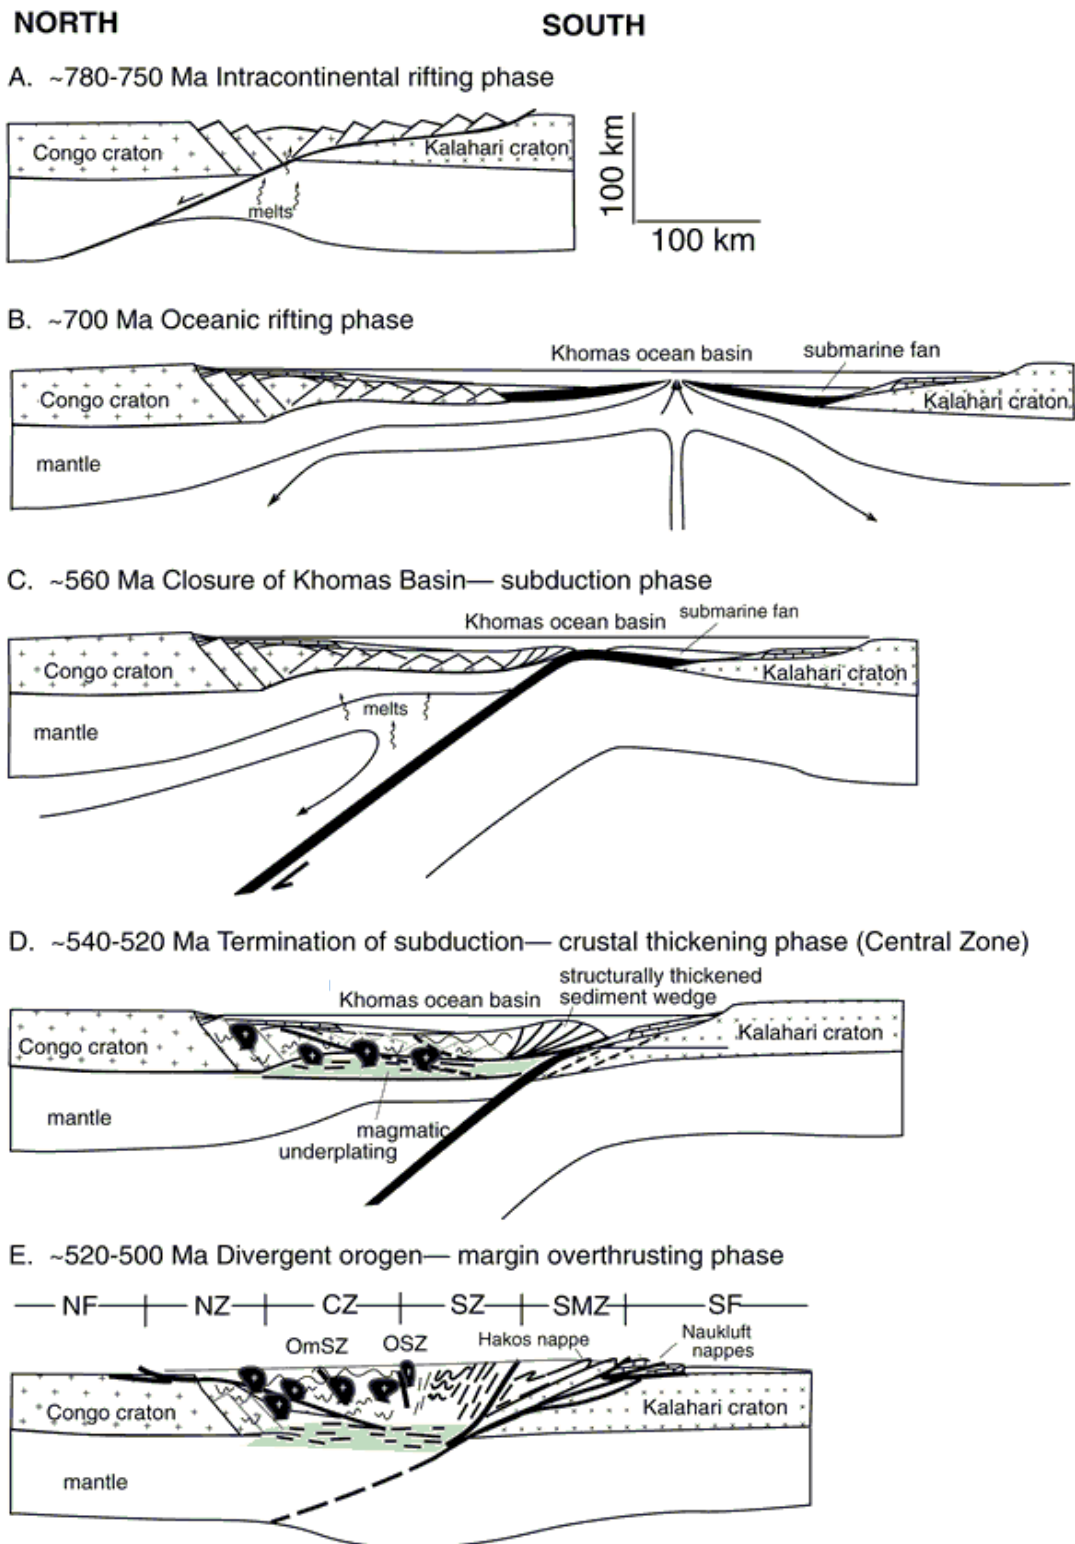 NORTH SOUTH
A. ~780-750 Ma Intracontinental rifting phase
Congo craton
Kalahari craton
melts
100 km
100 km
B. ~700 Ma Oceanic rifting phase
Khomas ocean basin
submarine fan
Congo craton
Kalahari craton
mantle
C. ~560 Ma Closure of Khomas Basin— subduction phase
Khomas ocean basin
submarine fan
Congo craton
Kalahari craton
melts
mantle
D. ~540-520 Ma Termination of subduction— crustal thickening phase (Central Zone)
structurally thickened
sediment wedge
Khomas ocean basin
Kalahari craton
Congo craton
mantle
magmatic
underplating
E. ~520-500 Ma Divergent orogen— margin overthrusting phase
NF NZ CZ SZ SMZ SF
OmSZ
OSZ
Hakos nappe
Naukluft
nappes
Congo craton
Kalahari craton
mantle